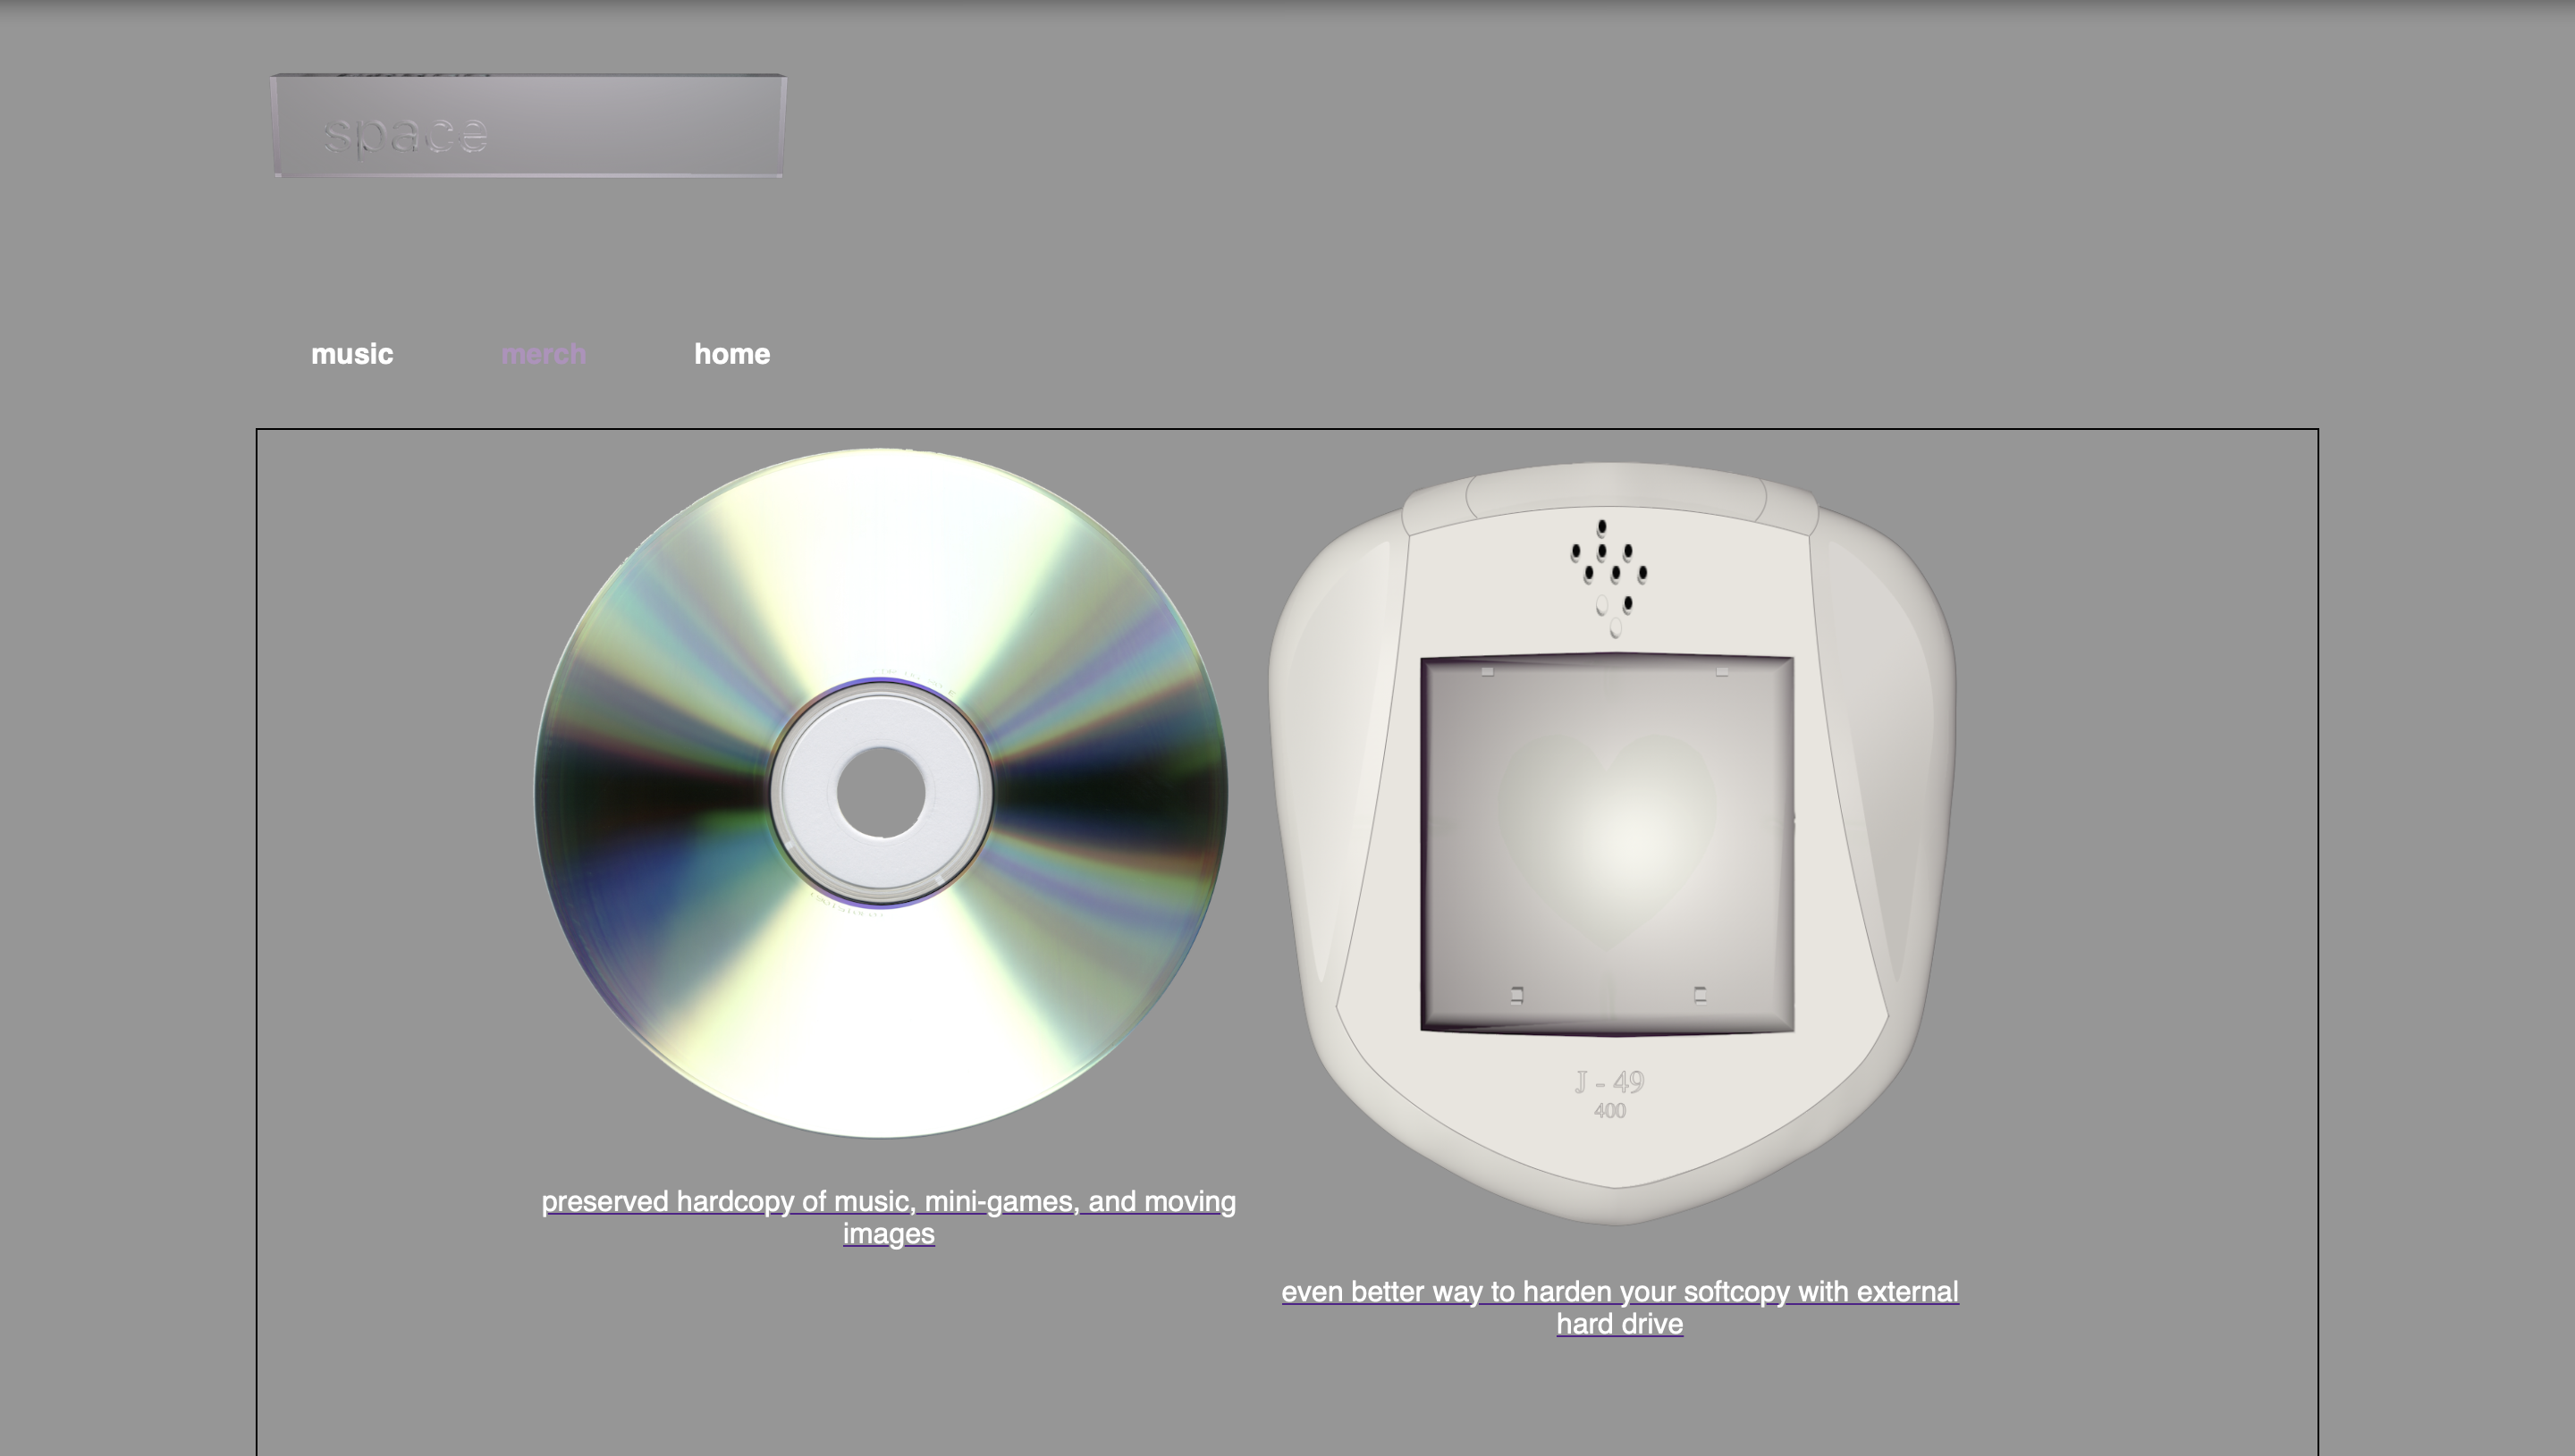 space
music
merch
home
preserved hardcopy of music, mini-games, and moving
images
J - 49
400
even better way to harden your softcopy with external
hard drive